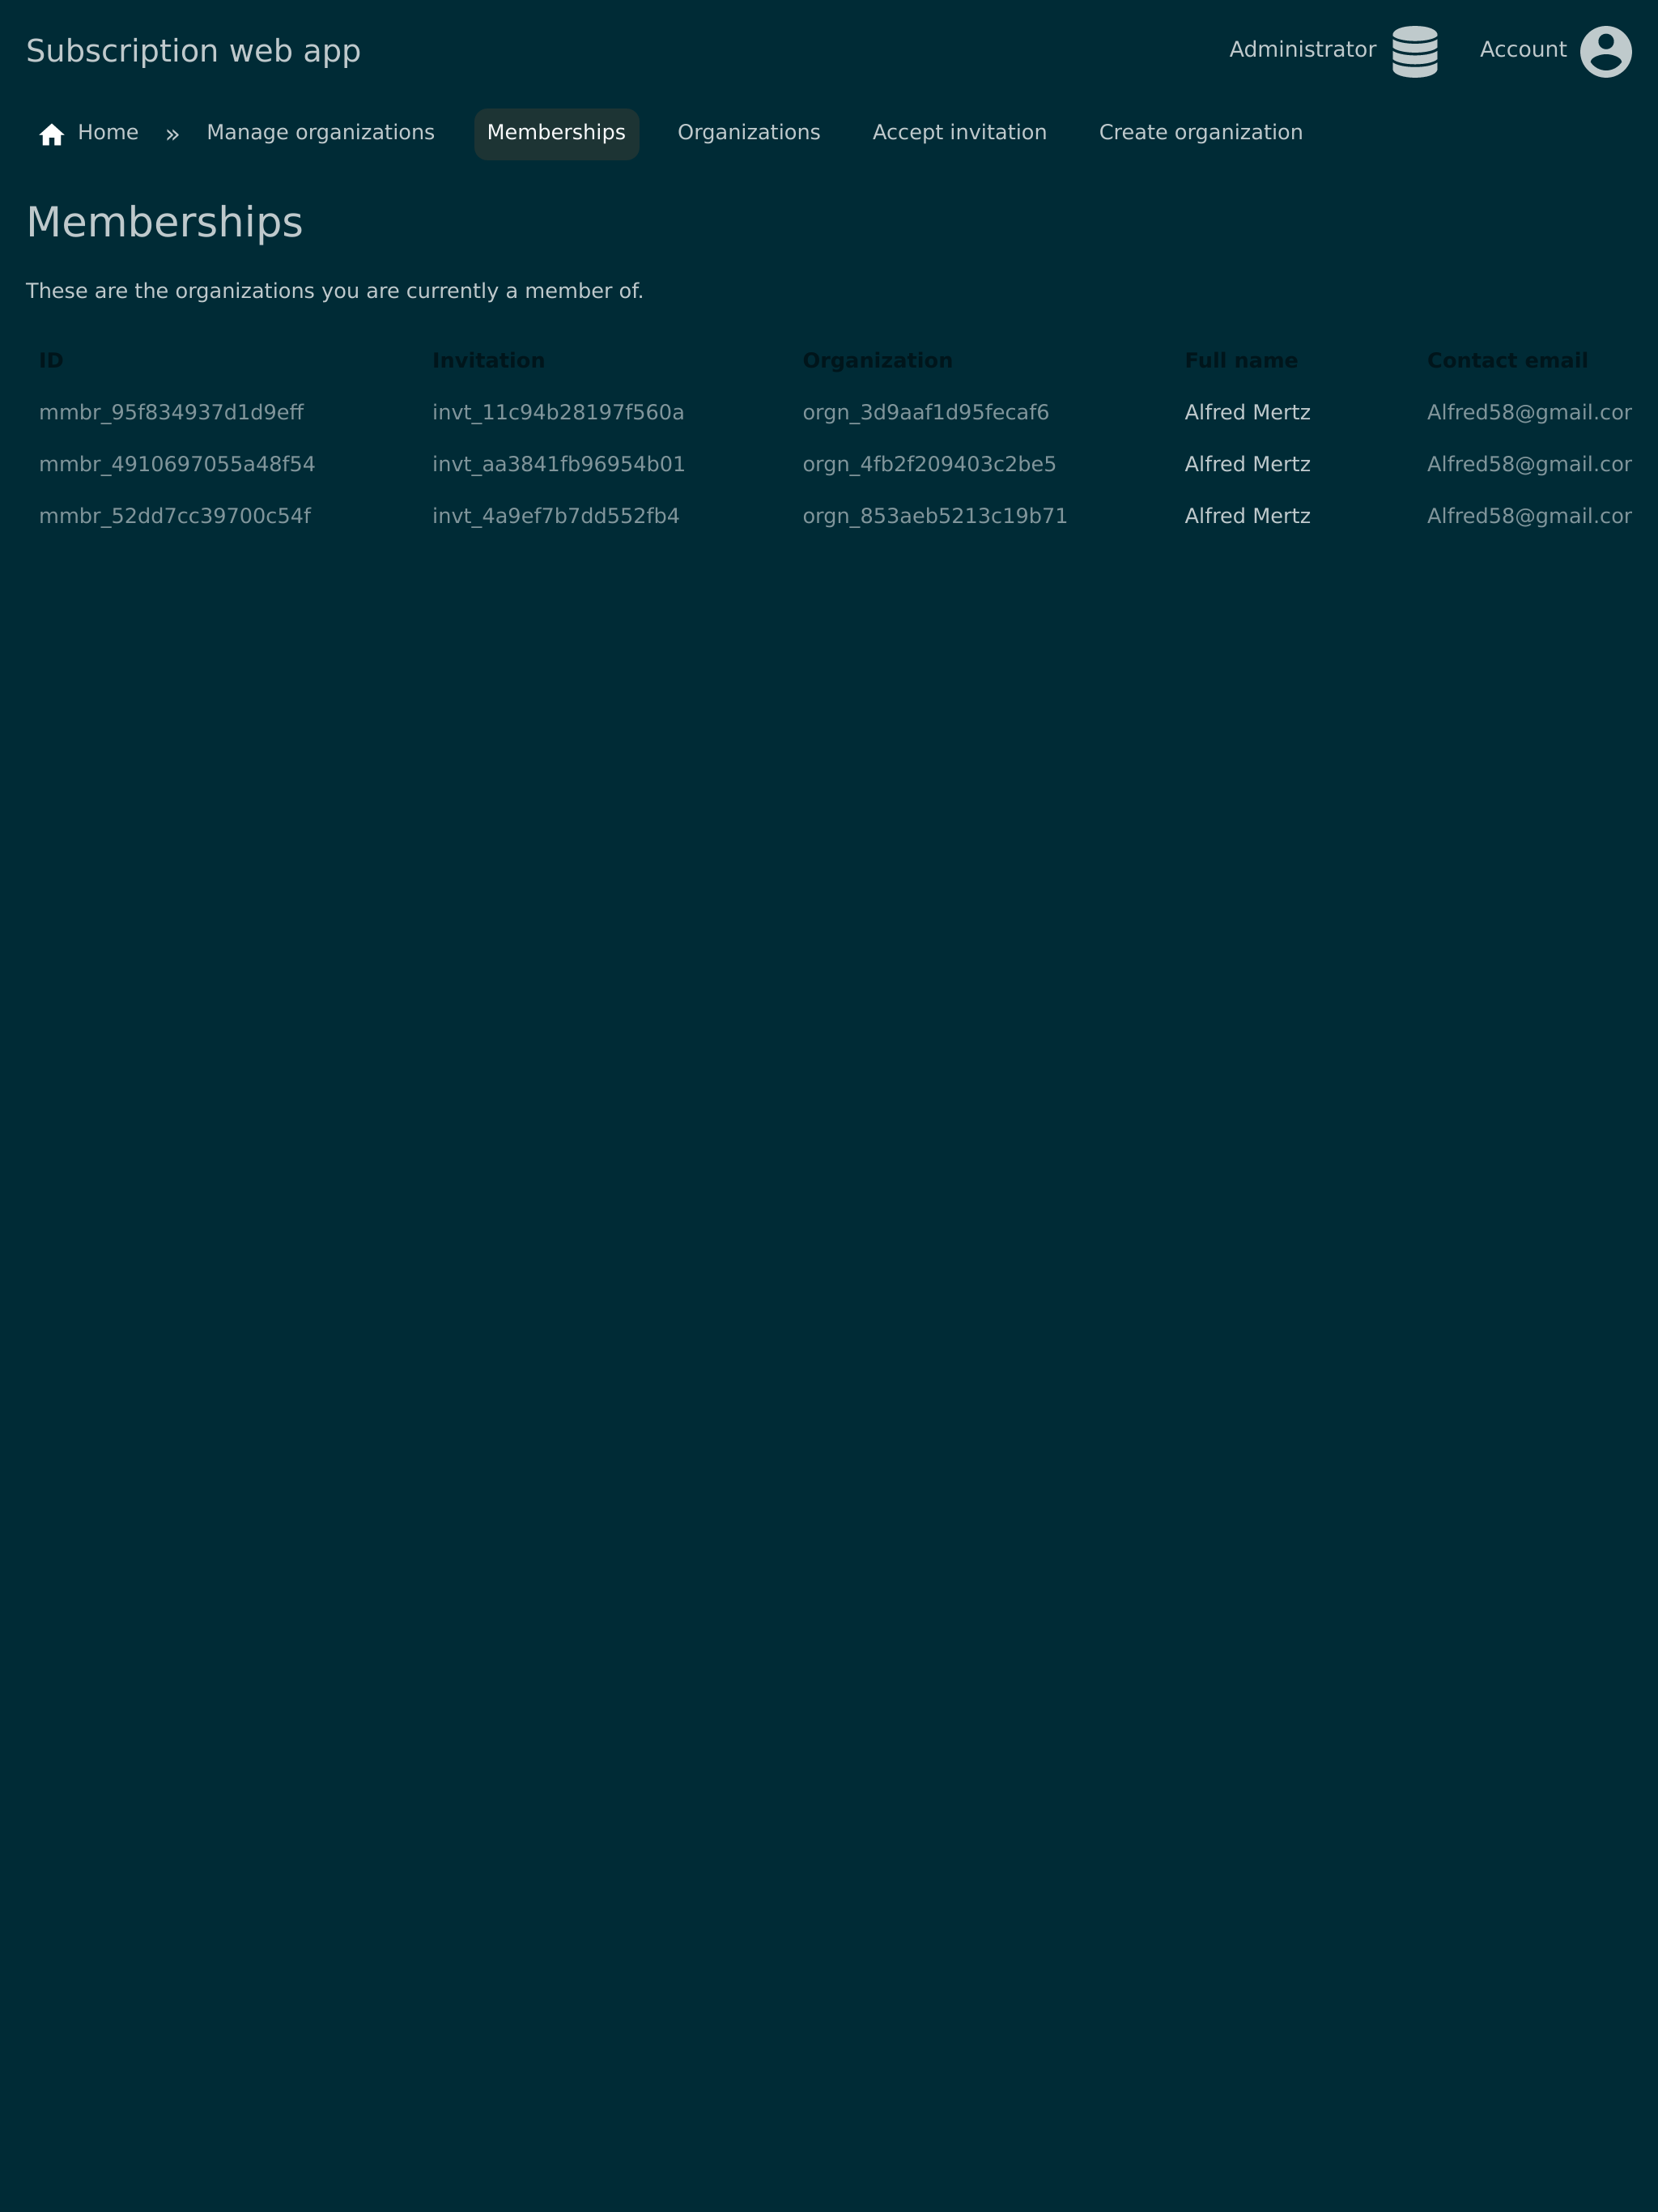 Subscription web app Administrator Account
Home » Manage organizations Memberships Organizations Accept invitation Create organization
Memberships
These are the organizations you are currently a member of.
ID Invitation Organization Full name Contact email
mmbr_95f834937d1d9eff invt_11c94b28197f560a orgn_3d9aaf1d95fecaf6 Alfred Mertz Alfred58@gmail.cor
mmbr_4910697055a48f54 invt_aa3841fb96954b01 orgn_4fb2f209403c2be5 Alfred Mertz Alfred58@gmail.cor
mmbr_52dd7cc39700c54f invt_4a9ef7b7dd552fb4 orgn_853aeb5213c19b71 Alfred Mertz Alfred58@gmail.cor